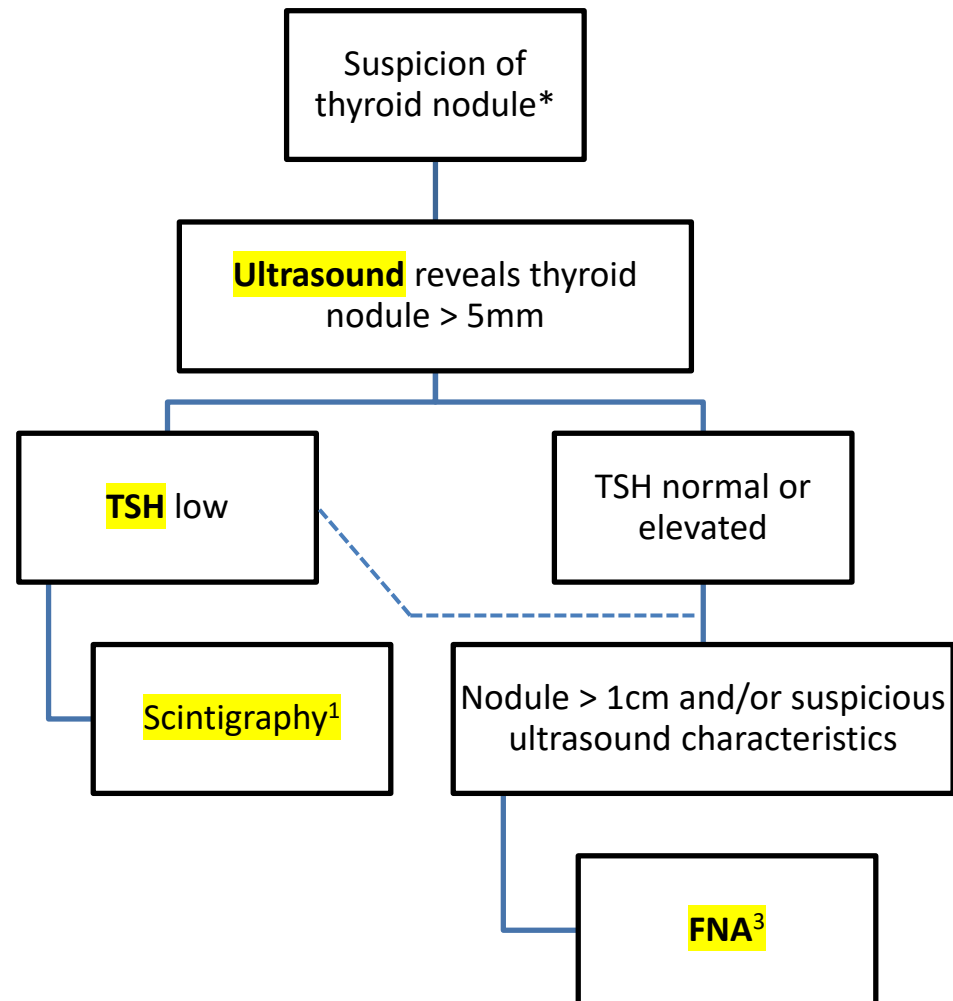 Suspicion of
thyroid nodule*
Ultrasound reveals thyroid
nodule > 5mm
TSH low
TSH normal or
elevated
Scintigraphy¹
Nodule > 1cm and/or suspicious
ultrasound characteristics
FNA³